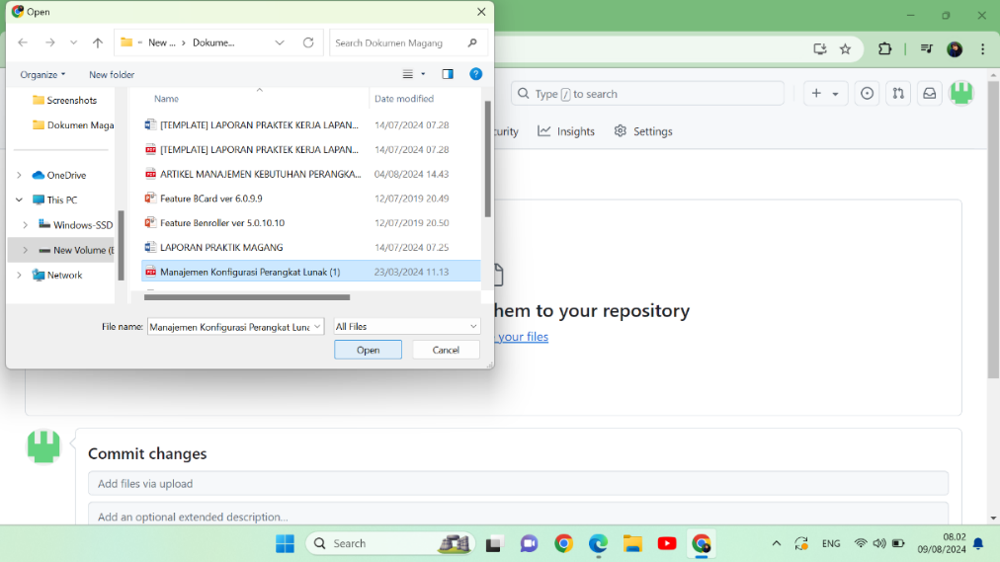 Open
New ... › Dokume...
Search Dokumen Magang
Organize
New folder
Type / to search
Screenshots
Dokumen Maga
OneDrive
This PC
Windows-SSD
New Volume (
Network
Name
Date modified
[TEMPLATE] LAPORAN PRAKTEK KERJA LAPAN... 14/07/2024 07.28
[TEMPLATE] LAPORAN PRAKTEK KERJA LAPAN... 14/07/2024 07.28
ARTIKEL MANAJEMEN KEBUTUHAN PERANGKA... 04/08/2024 14.43
Feature BCard ver 6.0.9.9 12/07/2019 20.49
Feature Benroller ver 5.0.10.10 12/07/2019 20.50
LAPORAN PRAKTIK MAGANG 14/07/2024 07.25
Manajemen Konfigurasi Perangkat Lunak (1) 23/03/2024 11.13
File name: Manajemen Konfigurasi Perangkat Luna
All Files
Open
Cancel
curity
Insights
Settings
hem to your repository
your files
Commit changes
Add files via upload
Add an optional extended description...
Search
ENG
08.02
09/08/2024